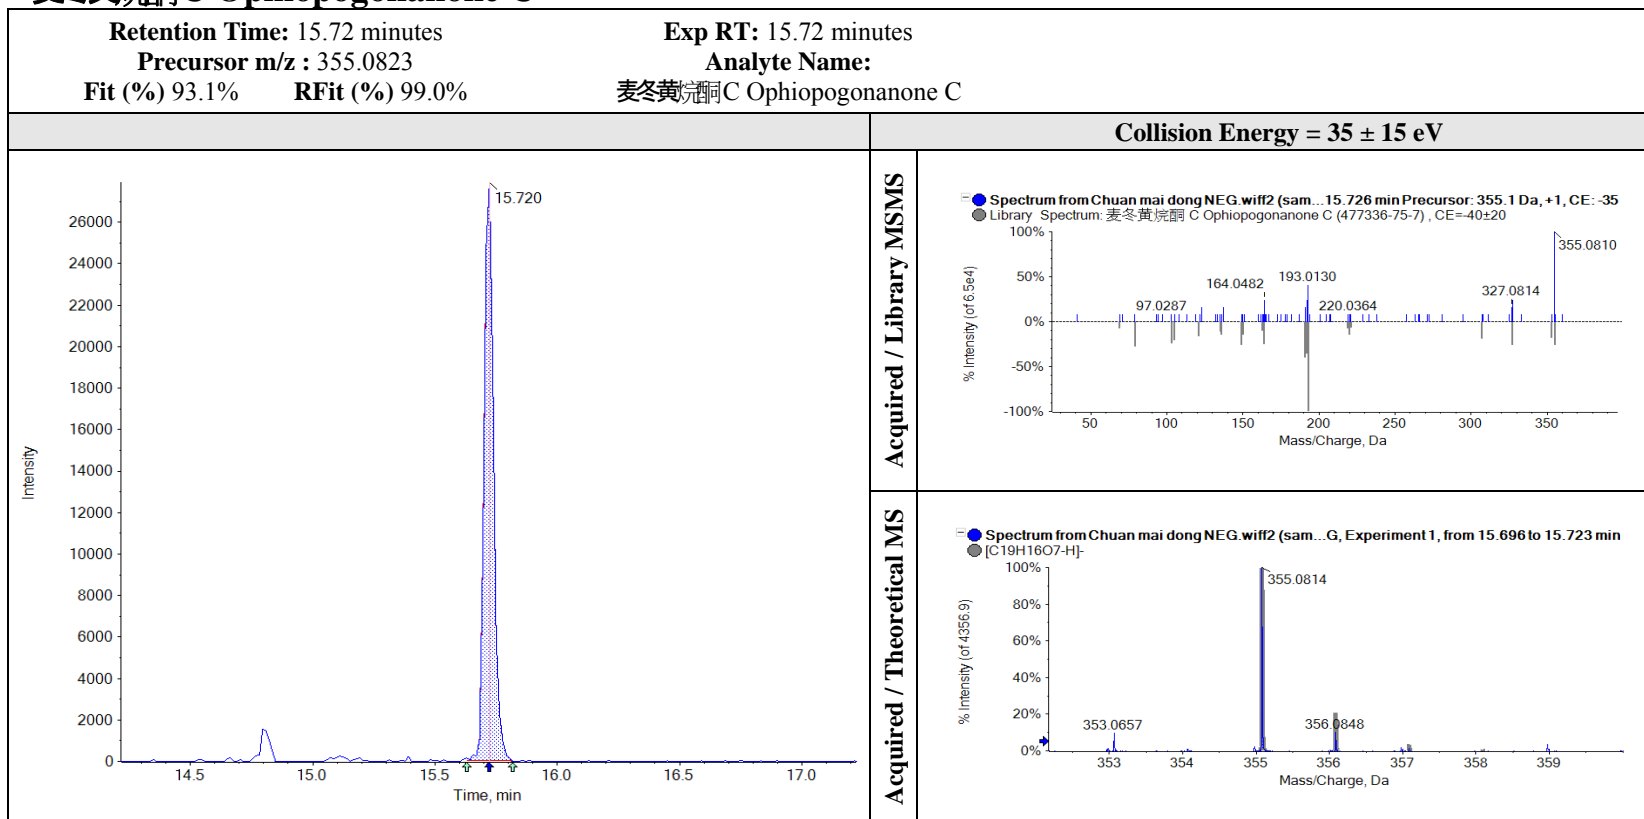 麦冬黄烷酮 C Ophiopogonanone C
Retention Time: 15.72 minutes
Exp RT: 15.72 minutes
Precursor m/z : 355.0823
Analyte Name:
Fit (%) 93.1% RFit (%) 99.0%
麦冬黄烷酮C Ophiopogonanone C
Collision Energy = 35 ± 15 eV
15.720
26000
24000
22000
20000
18000
16000
14000
12000
10000
8000
6000
4000
2000
0
Intensity
14.5 15.0 15.5 16.0 16.5 17.0
Time, min
Acquired / Library MSMS
Spectrum from Chuan mai dong NEG.wiff2 (sam...15.726 min Precursor: 355.1 Da, +1, CE: -35
Library Spectrum: 麦冬黄烷酮 C Ophiopogonanone C (477336-75-7) , CE=-40±20
100%
50%
0%
-50%
-100%
% Intensity (of 6.5e4)
97.0287
164.0482
193.0130
220.0364
327.0814
355.0810
50 100 150 200 250 300 350
Mass/Charge, Da
Acquired / Theoretical MS
Spectrum from Chuan mai dong NEG.wiff2 (sam...G, Experiment 1, from 15.696 to 15.723 min
[C19H16O7-H]-
100%
80%
60%
40%
20%
0%
% Intensity (of 4356.9)
353.0657
355.0814
356.0848
353 354 355 356 357 358 359
Mass/Charge, Da